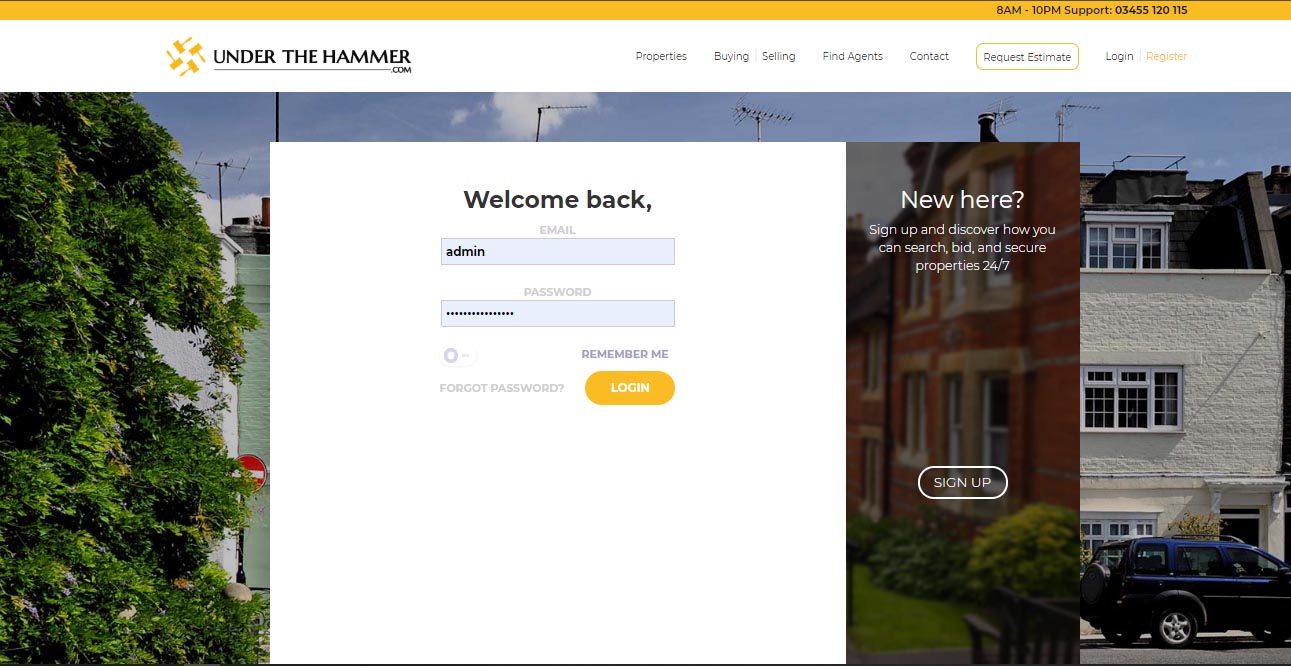 8AM - 10PM Support: 03455 120 115
UNDER THE HAMMER
.COM
Properties
Buying
Selling
Find Agents
Contact
Request Estimate
Login
Register
Welcome back,
EMAIL
admin
PASSWORD
••••••••••••••••
REMEMBER ME
FORGOT PASSWORD?
LOGIN
New here?
Sign up and discover how you
can search, bid, and secure
properties 24/7
SIGN UP